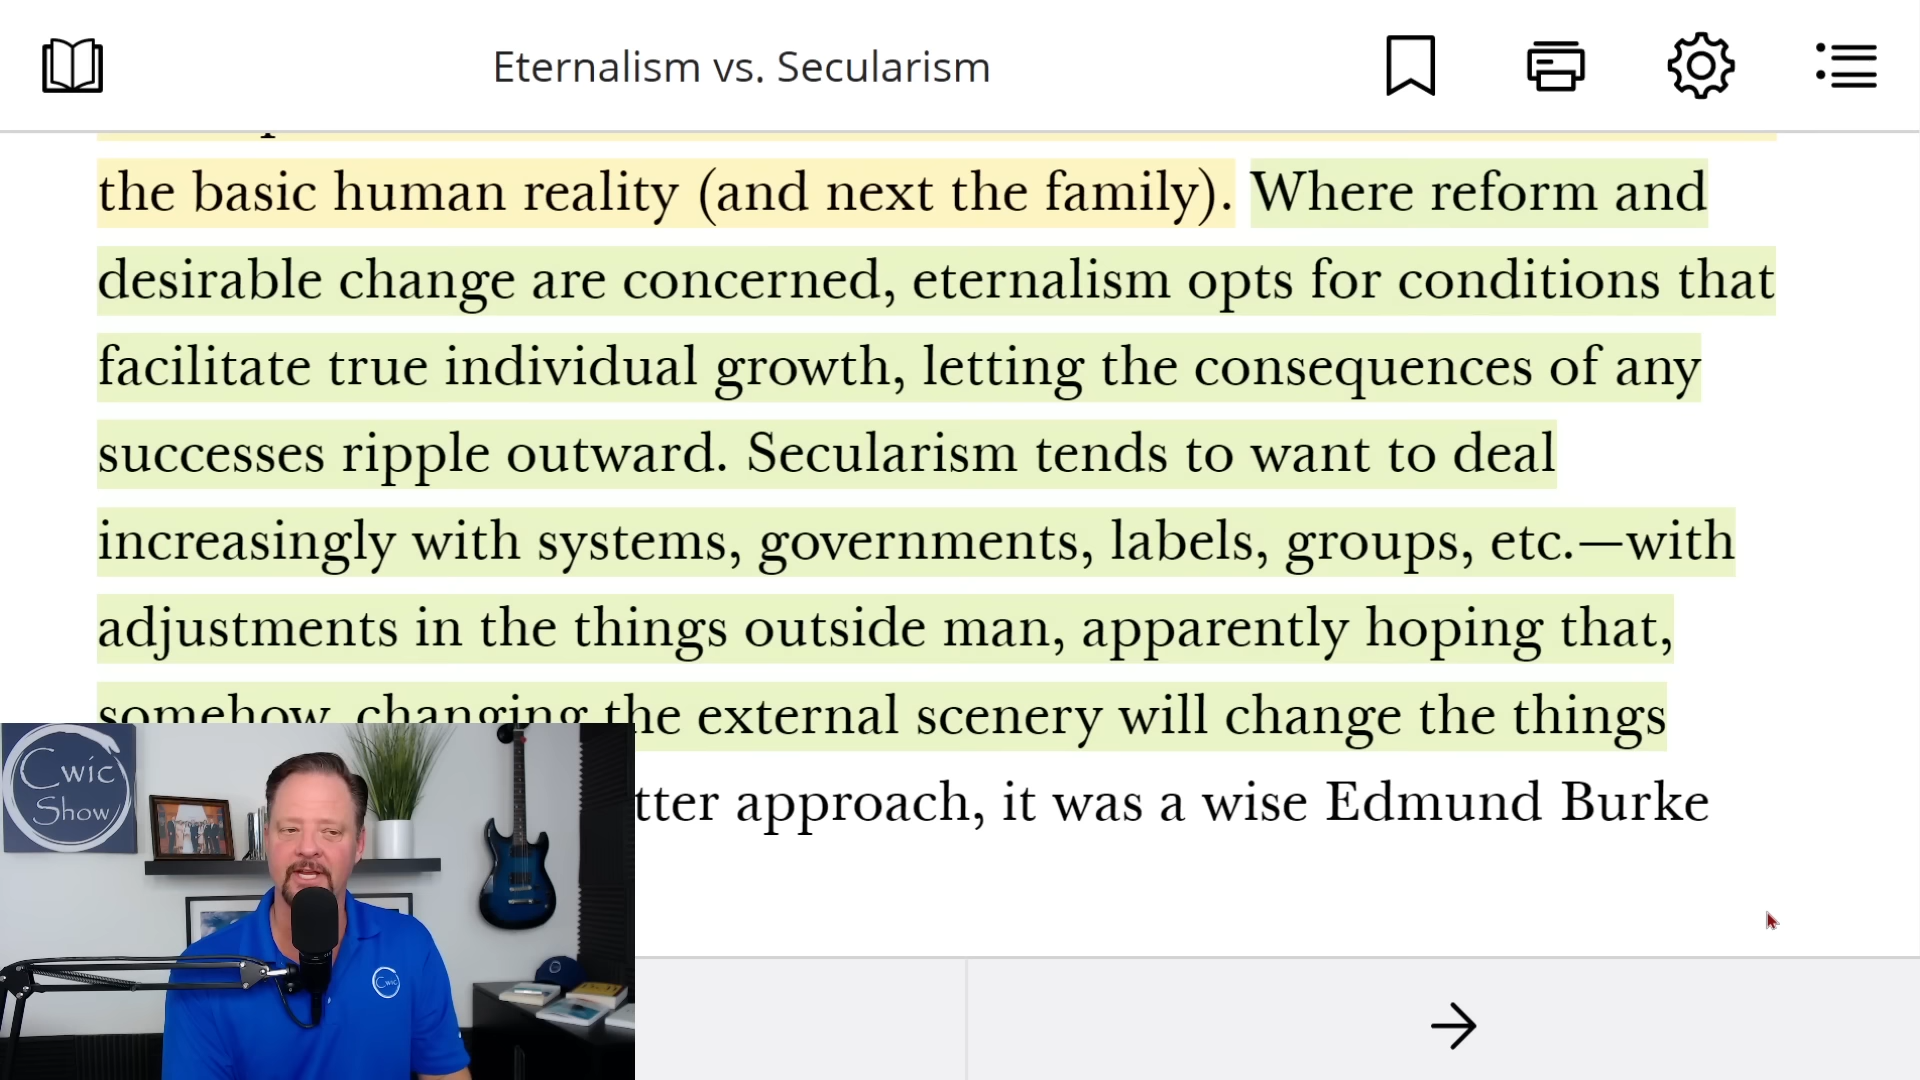 Eternalism vs. Secularism
the basic human reality (and next the family). Where reform and
desirable change are concerned, eternalism opts for conditions that
facilitate true individual growth, letting the consequences of any
successes ripple outward. Secularism tends to want to deal
increasingly with systems, governments, labels, groups, etc.—with
adjustments in the things outside man, apparently hoping that,
somehow, changing the external scenery will change the things
tter approach, it was a wise Edmund Burke
Cwic
Show
Cwic